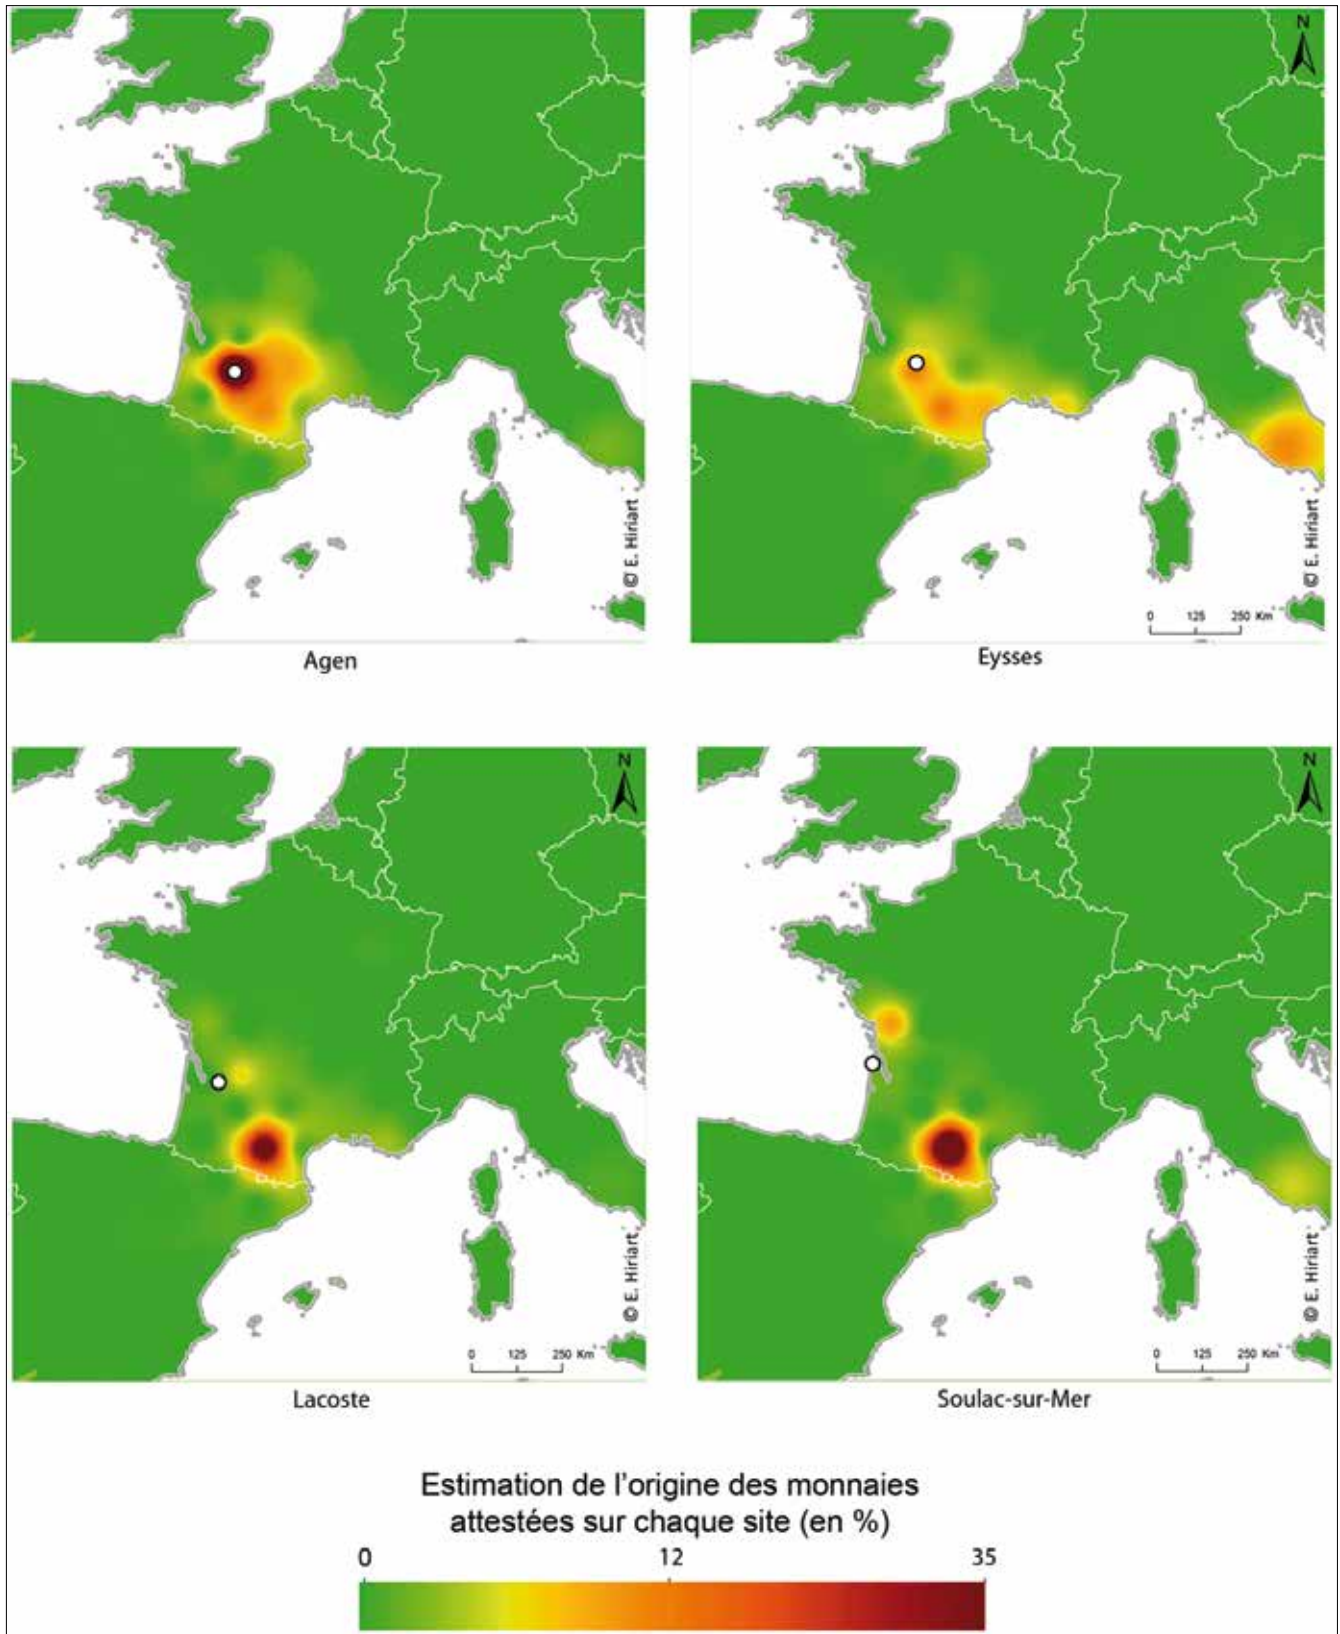 N
© E. Hiriart
© E. Hiriart
0 125 250 Km
Agen
Eysses
N
N
© E. Hiriart
© E. Hiriart
0 125 250 Km
0 125 250 Km
Lacoste
Soulac-sur-Mer
Estimation de l'origine des monnaies
attestées sur chaque site (en %)
0 12 35